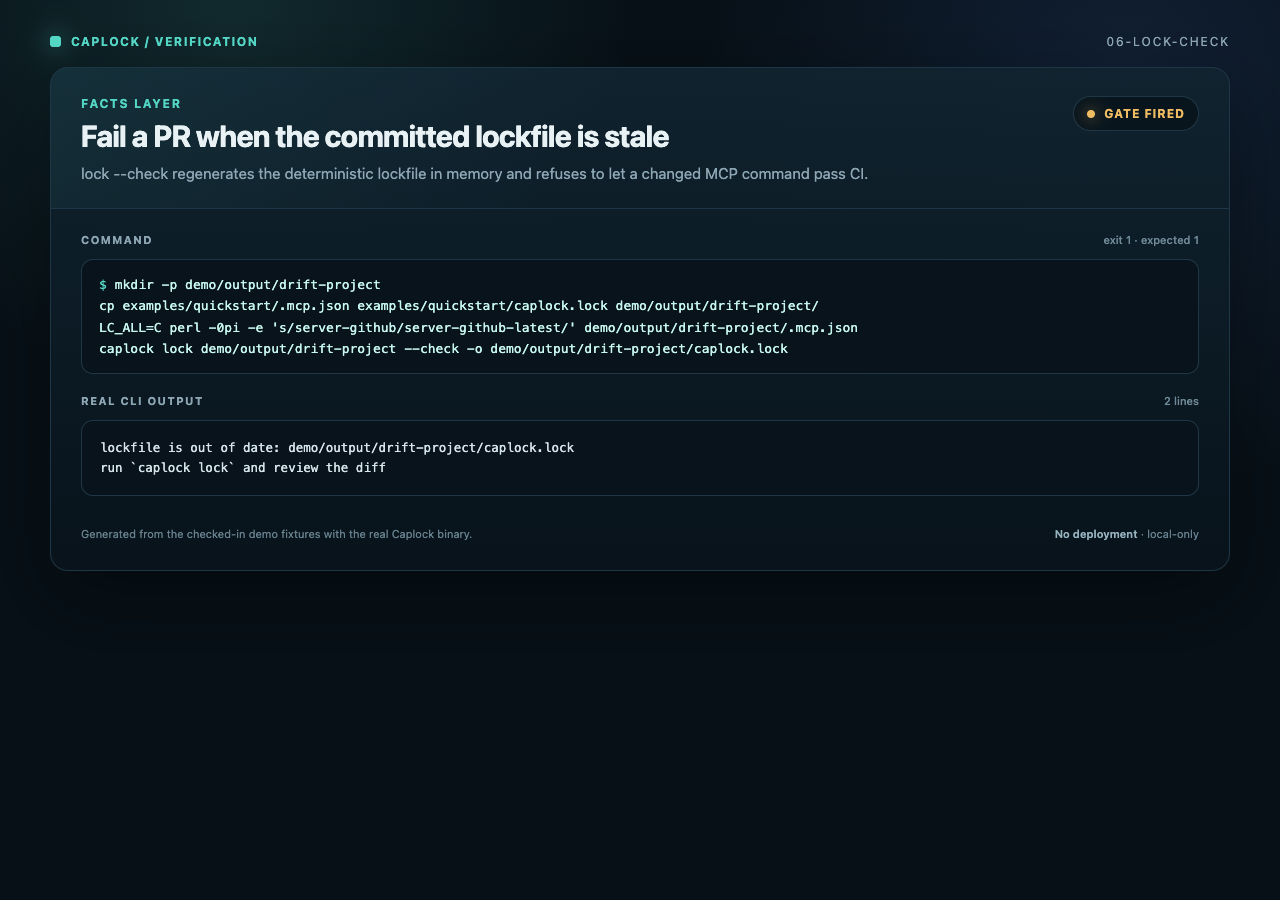 CAPLOCK / VERIFICATION
06-LOCK-CHECK
FACTS LAYER
GATE FIRED
Fail a PR when the committed lockfile is stale
lock --check regenerates the deterministic lockfile in memory and refuses to let a changed MCP command pass CI.
COMMAND
exit 1 · expected 1
$ mkdir -p demo/output/drift-project
cp examples/quickstart/.mcp.json examples/quickstart/caplock.lock demo/output/drift-project/
LC_ALL=C perl -0pi -e 's/server-github/server-github-latest/' demo/output/drift-project/.mcp.json
caplock lock demo/output/drift-project --check -o demo/output/drift-project/caplock.lock
REAL CLI OUTPUT
2 lines
lockfile is out of date: demo/output/drift-project/caplock.lock
run `caplock lock` and review the diff
Generated from the checked-in demo fixtures with the real Caplock binary.
No deployment · local-only